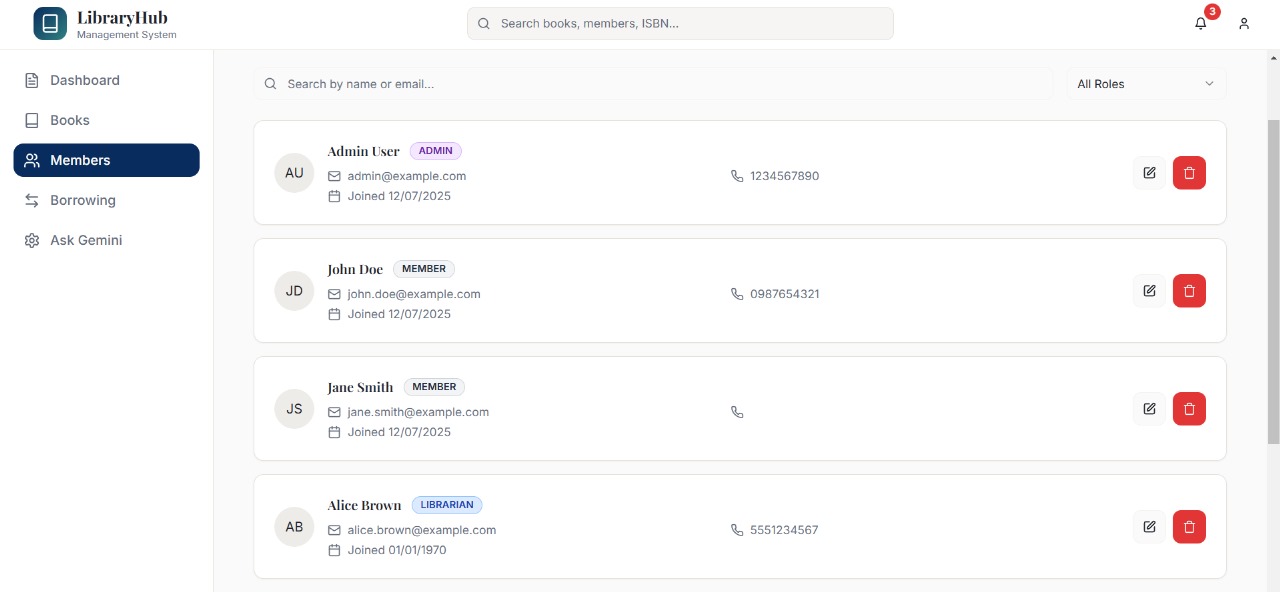 LibraryHub
Management System
Search books, members, ISBN...
3
Dashboard
Books
Members
Borrowing
Ask Gemini
Search by name or email...
All Roles
AU
Admin User ADMIN
admin@example.com
1234567890
Joined 12/07/2025
JD
John Doe MEMBER
john.doe@example.com
0987654321
Joined 12/07/2025
JS
Jane Smith MEMBER
jane.smith@example.com
Joined 12/07/2025
AB
Alice Brown LIBRARIAN
alice.brown@example.com
5551234567
Joined 01/01/1970